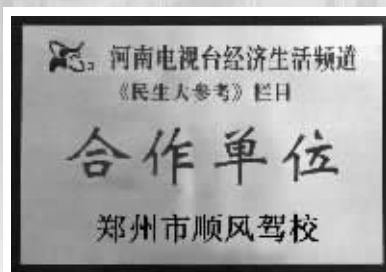 河南电视台经济生活频道
《民生大参考》栏目
合作单位
郑州市顺风驾校